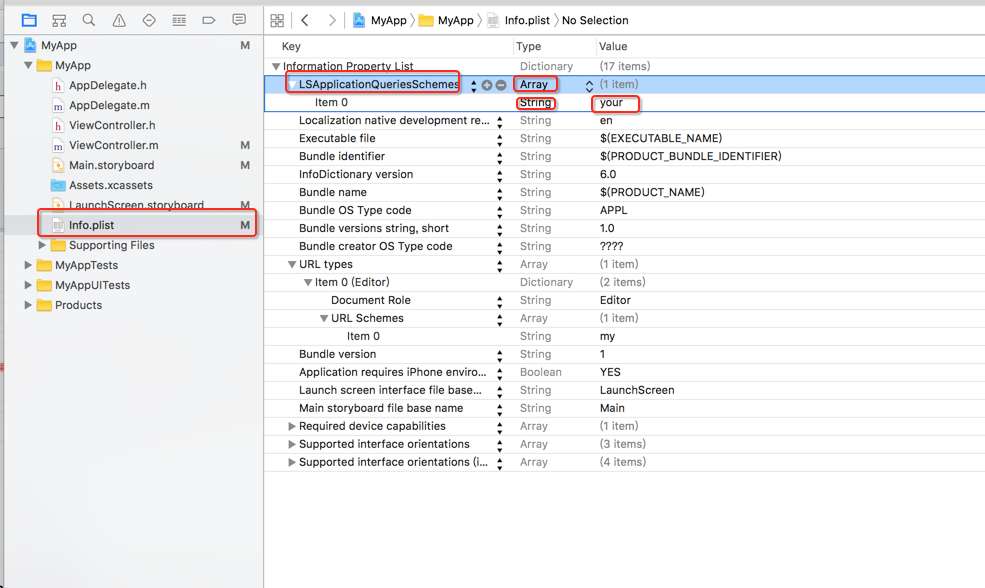 MyApp MyApp Info.plist No Selection
MyApp M
MyApp
AppDelegate.h
AppDelegate.m
ViewController.h
ViewController.m M
Main.storyboard M
Assets.xcassets
LaunchScreen.storyboard M
Info.plist M
Supporting Files
MyAppTests
MyAppUITests
Products
Key Type Value
Information Property List Dictionary (17 items)
LSApplicationQueriesSchemes Array (1 item)
Item 0 String your
Localization native development re... String en
Executable file String $(EXECUTABLE_NAME)
Bundle identifier String $(PRODUCT_BUNDLE_IDENTIFIER)
InfoDictionary version String 6.0
Bundle name String $(PRODUCT_NAME)
Bundle OS Type code String APPL
Bundle versions string, short String 1.0
Bundle creator OS Type code String ????
URL types Array (1 item)
Item 0 (Editor) Dictionary (2 items)
Document Role String Editor
URL Schemes Array (1 item)
Item 0 String my
Bundle version String 1
Application requires iPhone enviro... Boolean YES
Launch screen interface file base... String LaunchScreen
Main storyboard file base name String Main
Required device capabilities Array (1 item)
Supported interface orientations Array (3 items)
Supported interface orientations (i... Array (4 items)